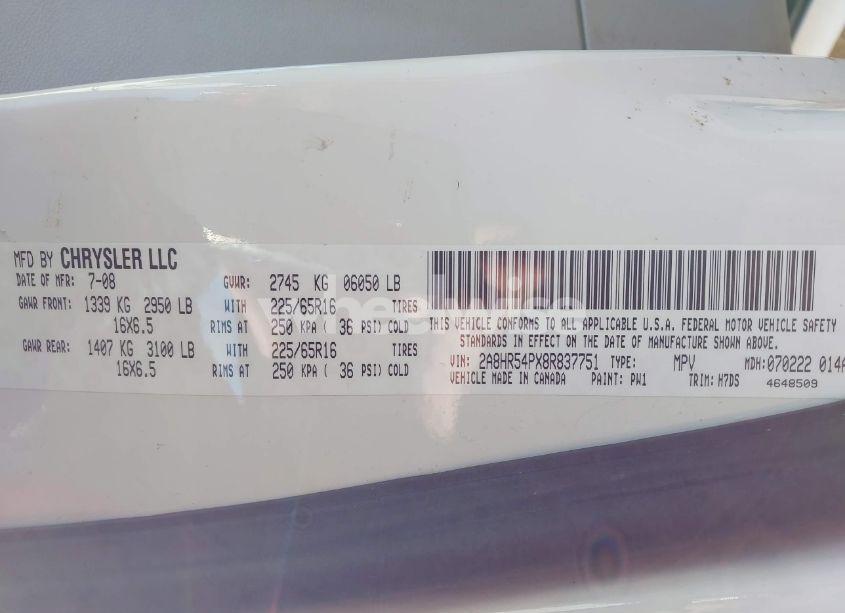 MFD BY CHRYSLER LLC
DATE OF MFR: 7-08 GVWR: 2745 KG 06050 LB
GAWR FRONT: 1339 KG 2950 LB WITH 225/65R16 TIRES
16X6.5 RIMS AT 250 KPA ( 36 PSI) COLD
GAWR REAR: 1407 KG 3100 LB WITH 225/65R16 TIRES
16X6.5 RIMS AT 250 KPA ( 36 PSI) COLD
THIS VEHICLE CONFORMS TO ALL APPLICABLE U.S.A. FEDERAL MOTOR VEHICLE SAFETY
STANDARDS IN EFFECT ON THE DATE OF MANUFACTURE SHOWN ABOVE.
VIN: 2A8HR54PX8R837751 TYPE: MPV MDH: 070222 014A
VEHICLE MADE IN CANADA PAINT: PW1 TRIM: H7DS 4648509
wheelwise